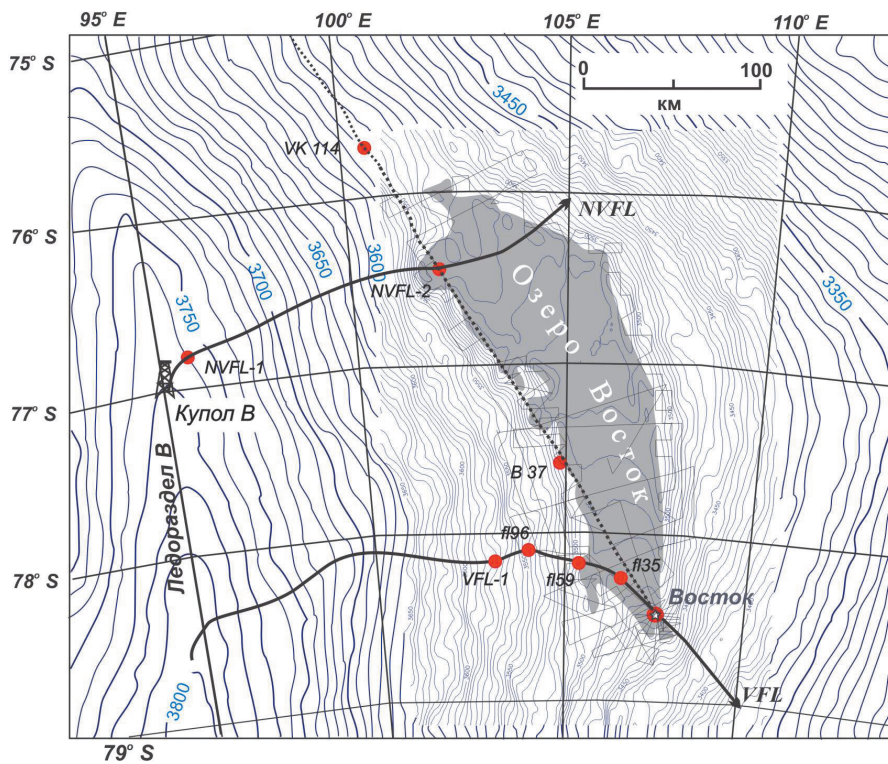 95° E
100° E
105° E
110° E
75° S
0
100
км
3450
VK 114
NVFL
76° S
3600
3650
3700
3750
NVFL-2
Озеро
3350
NVFL-1
77° S
Купол В
Восток
Ледораздел В
В 37
fl96
VFL-1
fl59
fl35
78° S
Восток
VFL
3800
79° S